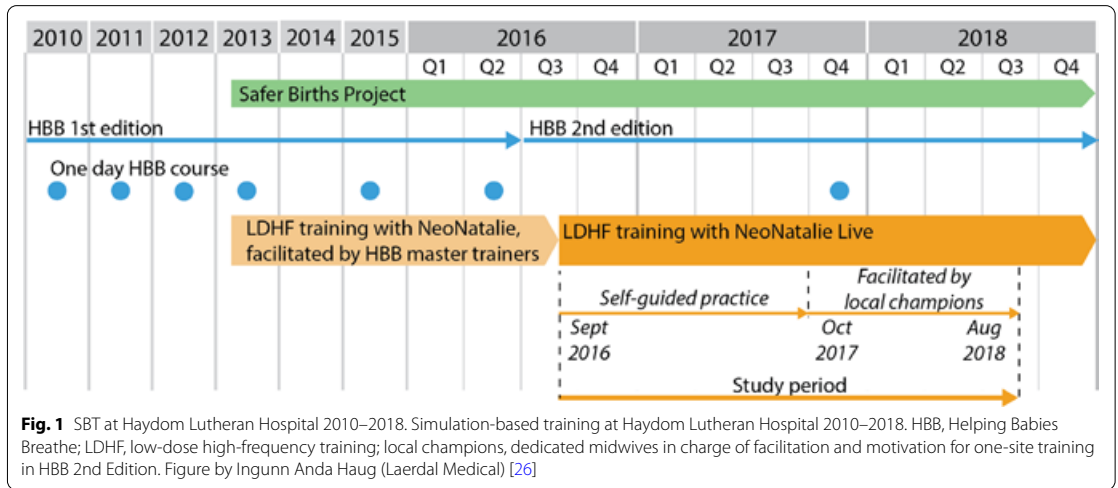 2010 2011 2012 2013 2014 2015 2016 2017 2018
Q1 Q2 Q3 Q4 Q1 Q2 Q3 Q4 Q1 Q2 Q3 Q4
Safer Births Project
HBB 1st edition HBB 2nd edition
One day HBB course
LDHF training with NeoNatalie,
facilitated by HBB master trainers
LDHF training with NeoNatalie Live
Self-guided practice
Facilitated by
local champions
Sept
2016
Oct
2017
Aug
2018
Study period
Fig. 1 SBT at Haydom Lutheran Hospital 2010–2018. Simulation-based training at Haydom Lutheran Hospital 2010–2018. HBB, Helping Babies
Breathe; LDHF, low-dose high-frequency training; local champions, dedicated midwives in charge of facilitation and motivation for one-site training
in HBB 2nd Edition. Figure by Ingunn Anda Haug (Laerdal Medical) [26]